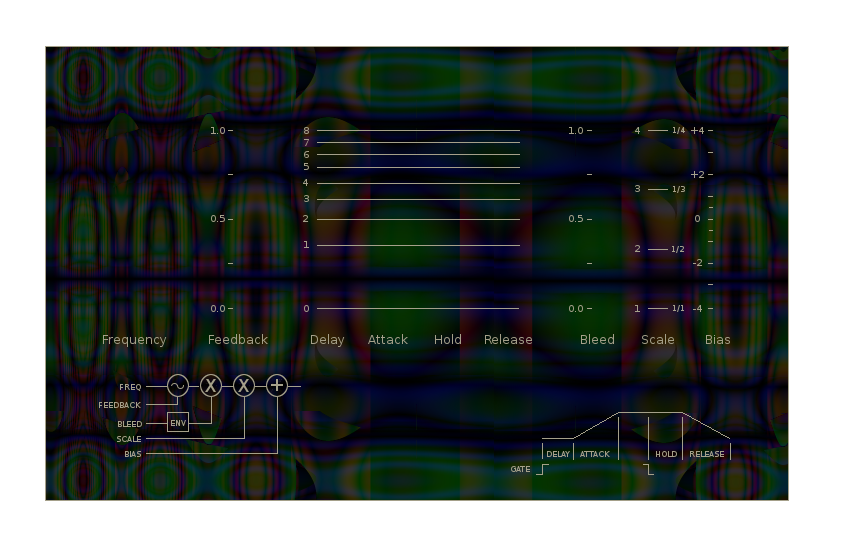 1.0 8 1.0 4 1/4 +4
7
6
5 +2
4
3 3 1/3
0.5 2 0.5 0
1 2 1/2
-2
0.0 0 0.0 1 1/1 -4
Frequency Feedback Delay Attack Hold Release Bleed Scale Bias
FREQ X X +
FEEDBACK
BLEED ENV
SCALE
BIAS
DELAY ATTACK HOLD RELEASE
GATE